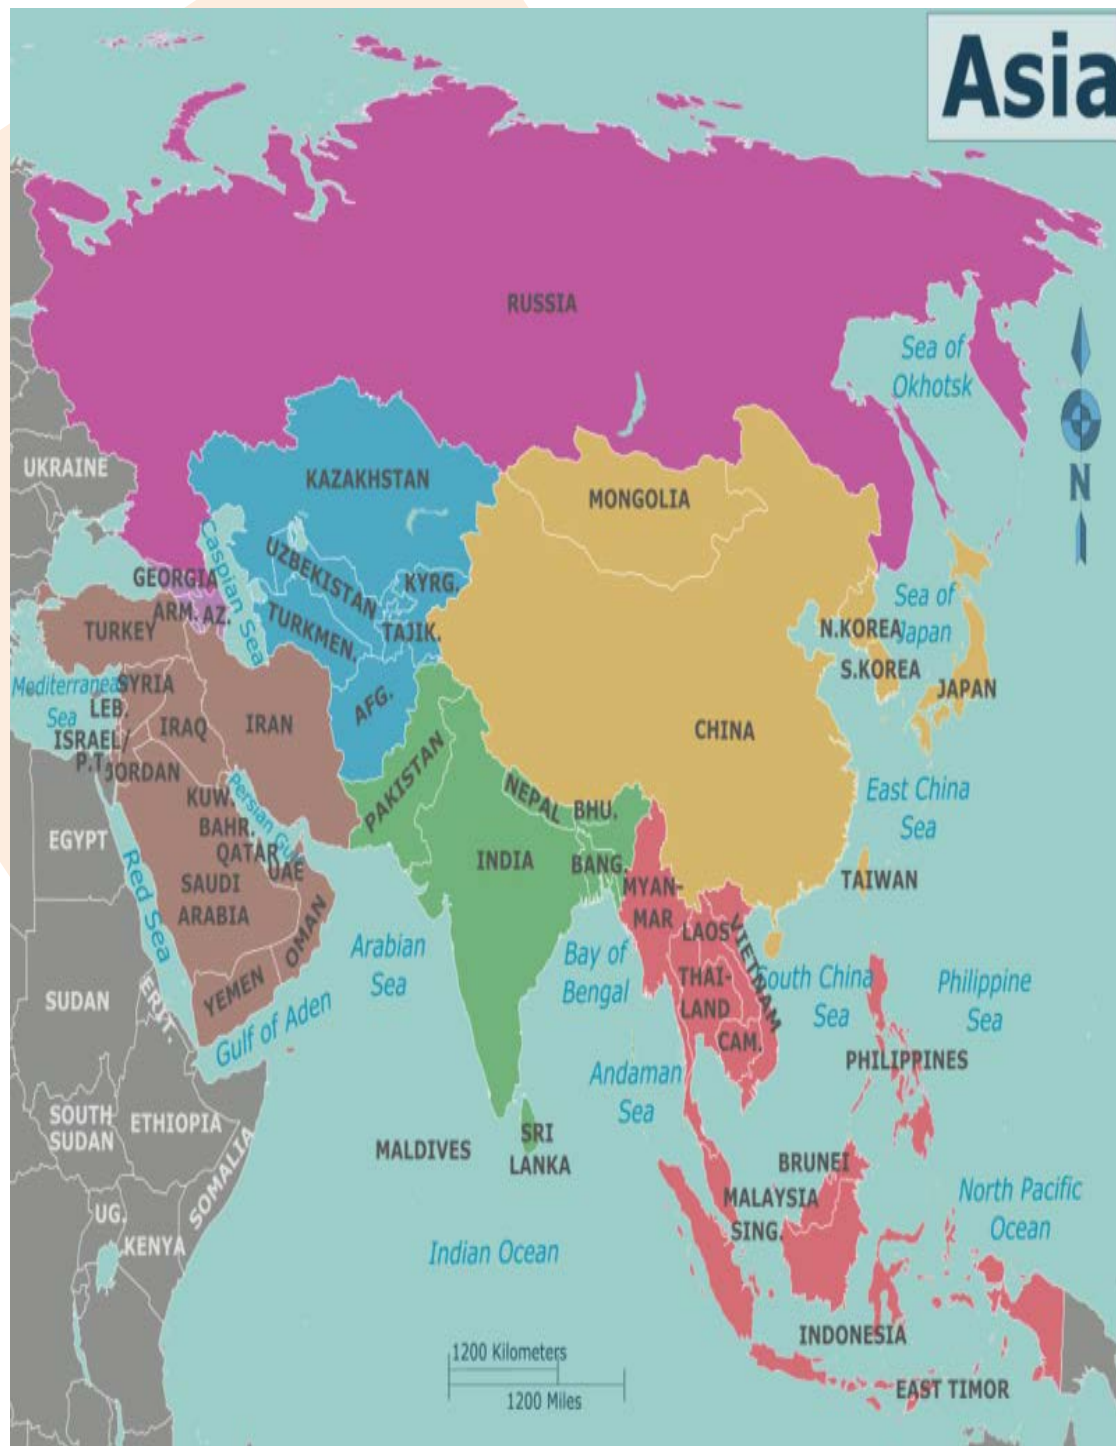 Asia
RUSSIA
Sea of
Okhotsk
UKRAINE
KAZAKHSTAN
MONGOLIA
N
Caspian Sea
UZBEKISTAN
KYRG.
GEORGIA
ARM.
AZ.
TURKMEN.
TAJIK.
TURKEY
Sea of
Japan
N.KOREA
S.KOREA
JAPAN
Mediterranean
Sea
SYRIA
LEB.
IRAQ
IRAN
AFG.
CHINA
ISRAEL/
P.T.
JORDAN
PAKISTAN
KUW.
Persian Gulf
NEPAL
BHU.
East China
Sea
BAHR.
EGYPT
QATAR
UAE
INDIA
BANG.
Red Sea
SAUDI
ARABIA
MYAN-
MAR
TAIWAN
OMAN
LAOS
VIETNAM
Arabian
Sea
Bay of
Bengal
THAI-
LAND
South China
Sea
Philippine
Sea
YEMEN
SUDAN
ERIT.
Gulf of Aden
CAM.
PHILIPPINES
Andaman
Sea
SOUTH
SUDAN
ETHIOPIA
SOMALIA
MALDIVES
SRI
LANKA
BRUNEI
MALAYSIA
SING.
North Pacific
Ocean
UG.
KENYA
Indian Ocean
INDONESIA
1200 Kilometers
1200 Miles
EAST TIMOR